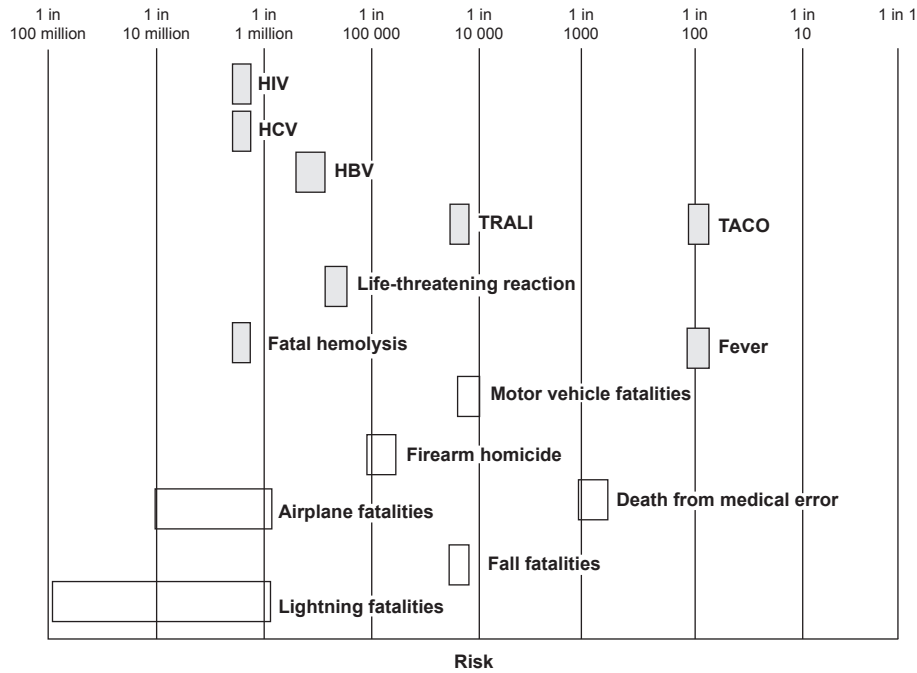 1 in 100 million
1 in 10 million
1 in 1 million
1 in 100 000
1 in 10 000
1 in 1000
1 in 100
1 in 10
1 in 1
HIV
HCV
HBV
TRALI
TACO
Life-threatening reaction
Fatal hemolysis
Fever
Motor vehicle fatalities
Firearm homicide
Death from medical error
Airplane fatalities
Fall fatalities
Lightning fatalities
Risk